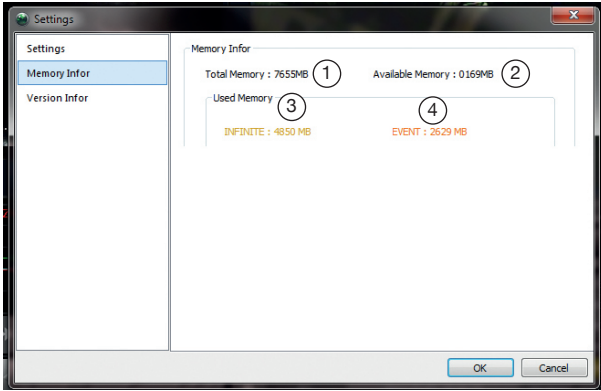 Settings
Settings
Memory Infor
Version Infor
Memory Infor
Total Memory : 7655MB 1 Available Memory : 0169MB 2
Used Memory 3 4
INFINITE : 4850 MB EVENT : 2629 MB
OK Cancel